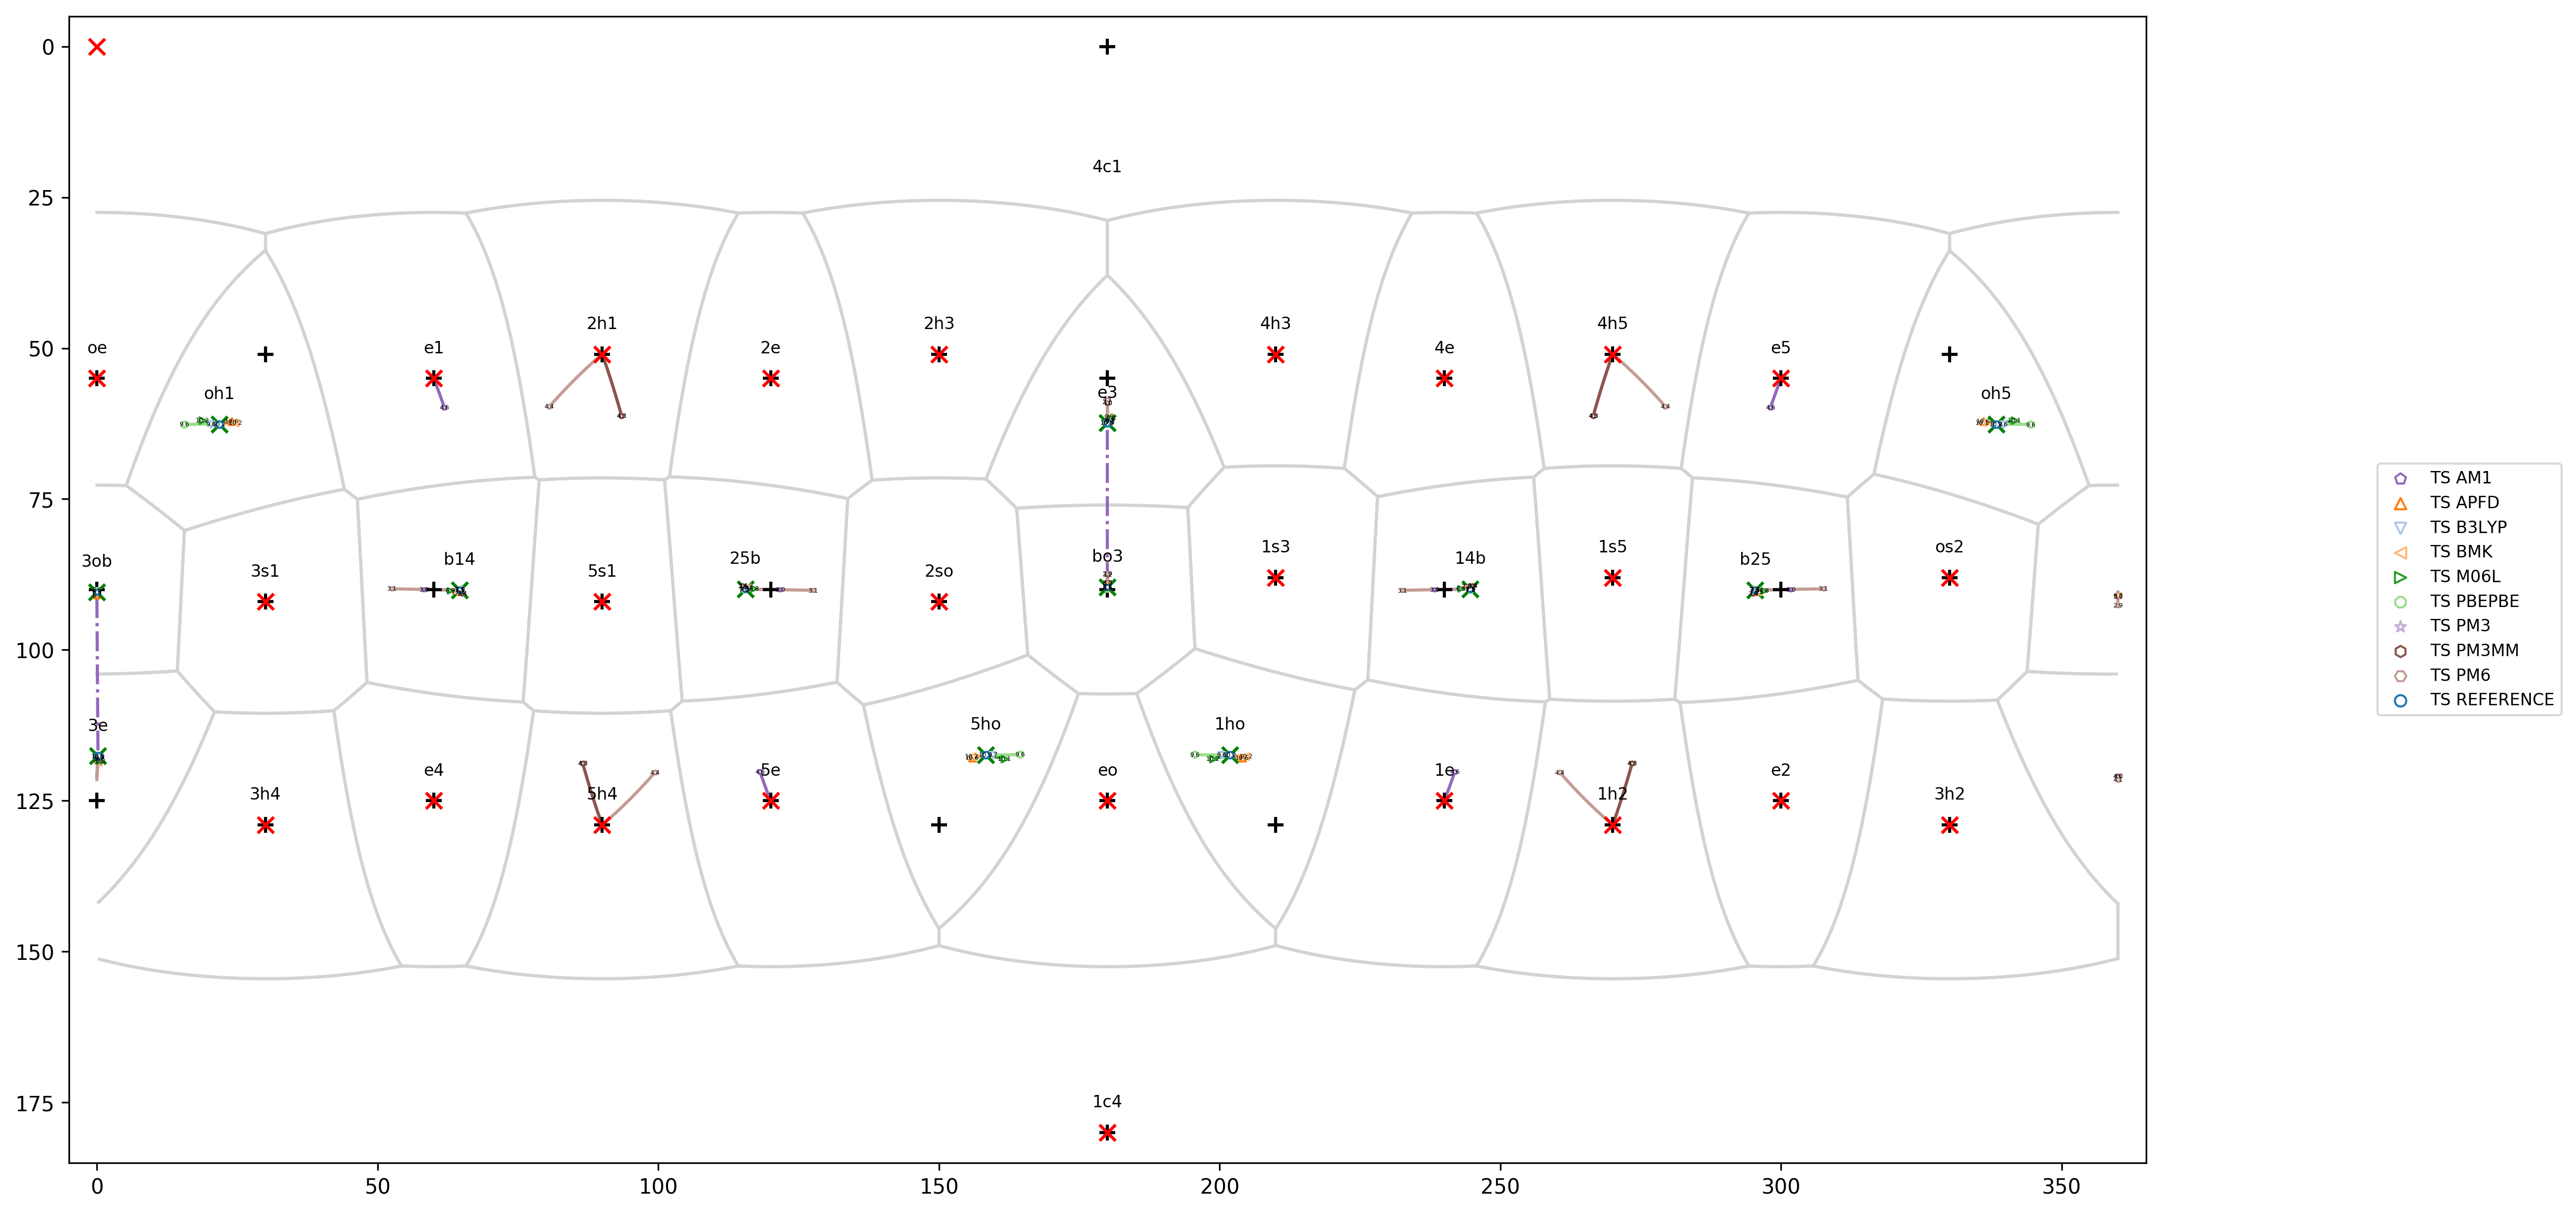 0
25
50
75
100
125
150
175
4c1
2h1
2h3
4h3
4h5
oe
e1
2e
e3
4e
e5
oh1
oh5
3ob
3s1
b14
5s1
25b
2so
bo3
1s3
14b
1s5
b25
os2
3e
5ho
1ho
3h4
e4
5h4
5e
eo
1e
1h2
e2
3h2
1c4
0
50
100
150
200
250
300
350
TS AM1
TS APFD
TS B3LYP
TS BMK
TS M06L
TS PBEPBE
TS PM3
TS PM3MM
TS PM6
TS REFERENCE